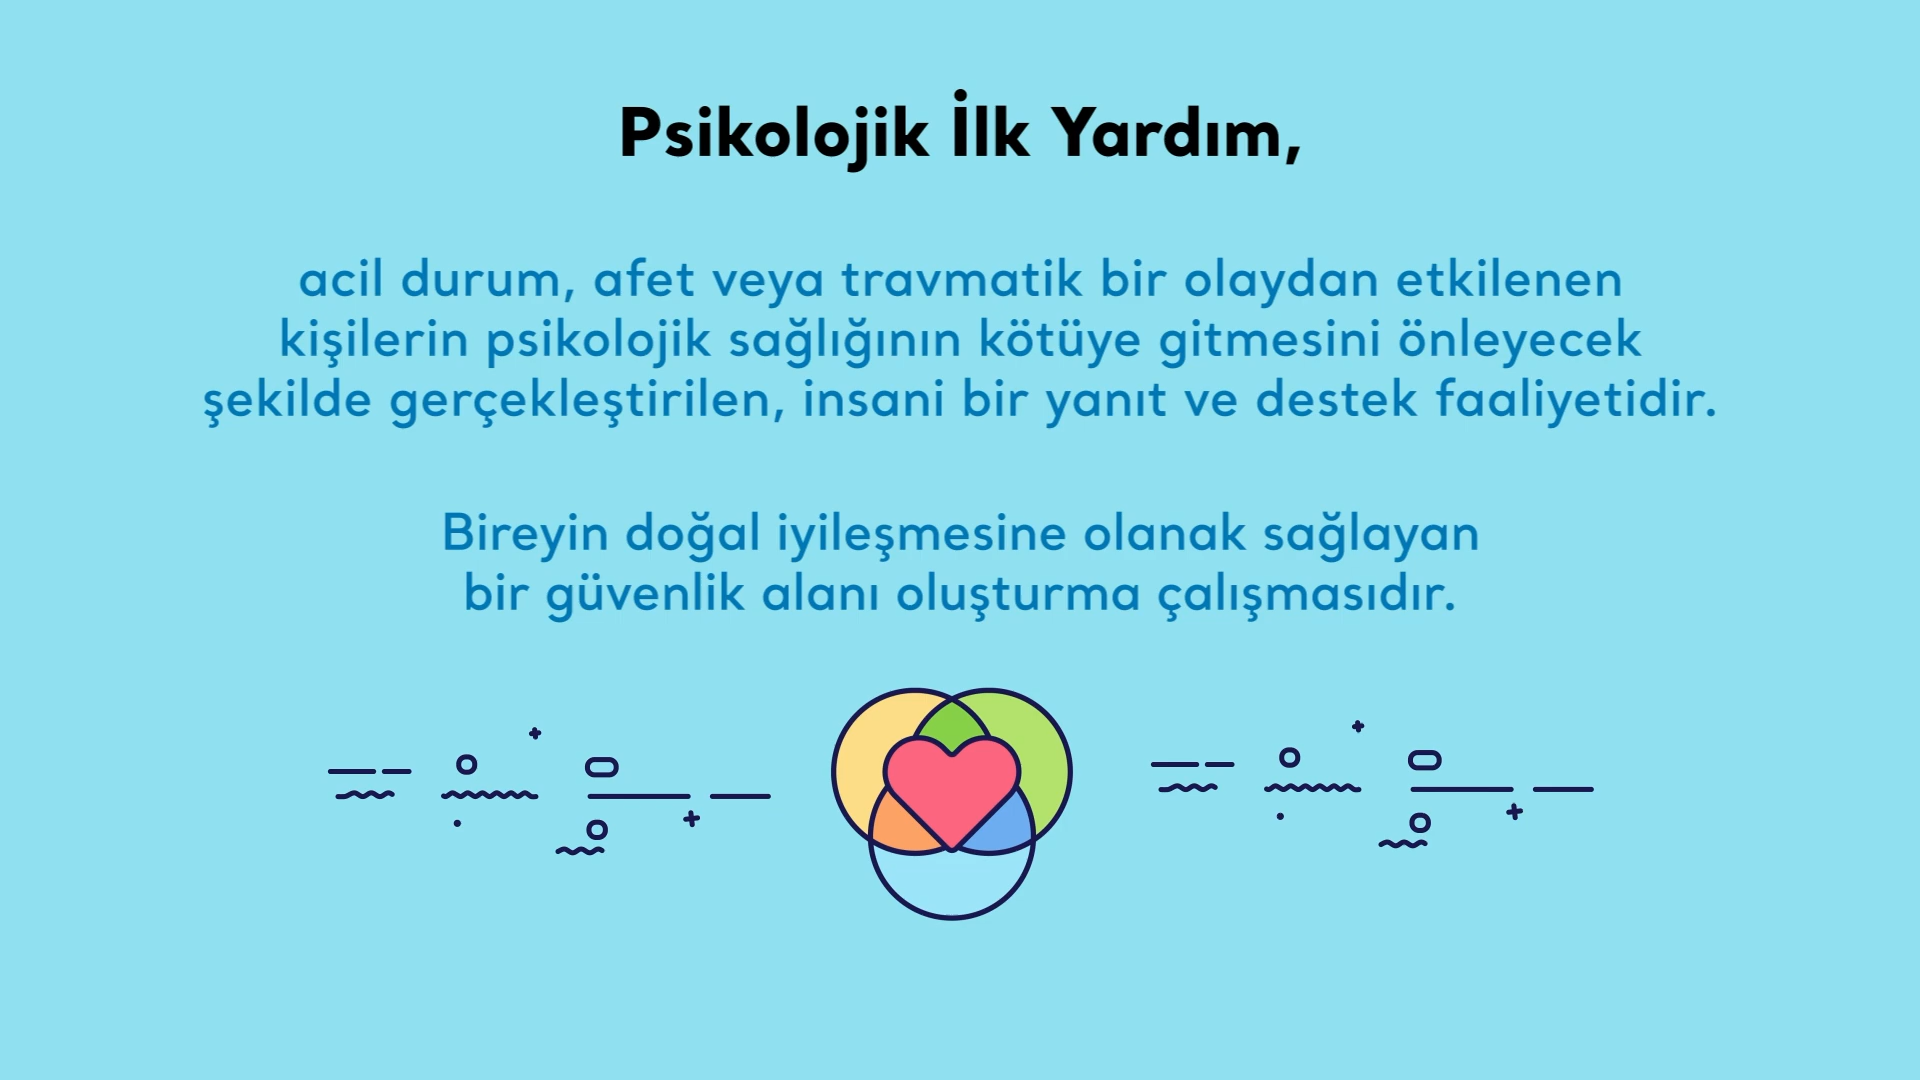 Psikolojik İlk Yardım,
acil durum, afet veya travmatik bir olaydan etkilenen
kişilerin psikolojik sağlığının kötüye gitmesini önleyecek
şekilde gerçekleştirilen, insani bir yanıt ve destek faaliyetidir.
Bireyin doğal iyileşmesine olanak sağlayan
bir güvenlik alanı oluşturma çalışmasıdır.